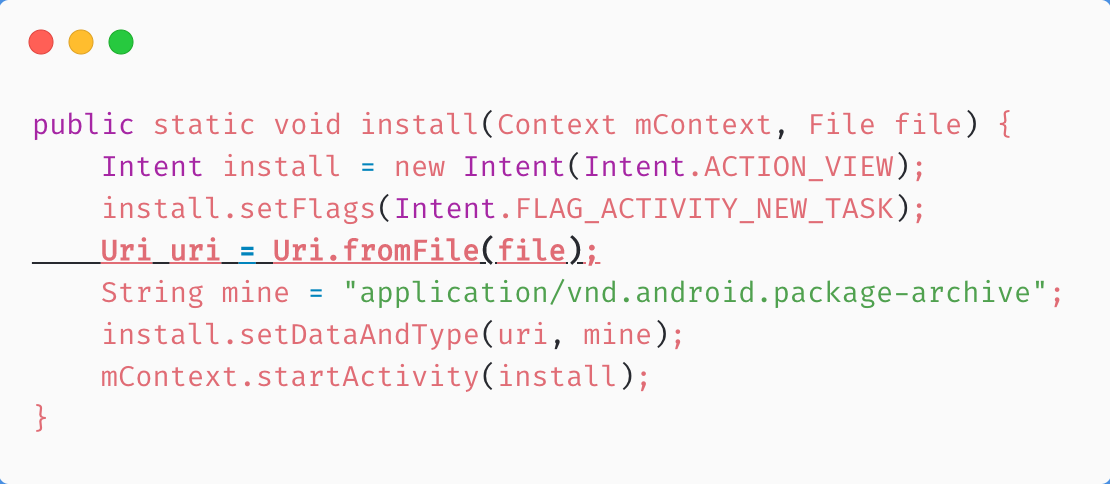 public static void install(Context mContext, File file) {
    Intent install = new Intent(Intent.ACTION_VIEW);
    install.setFlags(Intent.FLAG_ACTIVITY_NEW_TASK);
    Uri uri = Uri.fromFile(file);
    String mine = "application/vnd.android.package-archive";
    install.setDataAndType(uri, mine);
    mContext.startActivity(install);
}